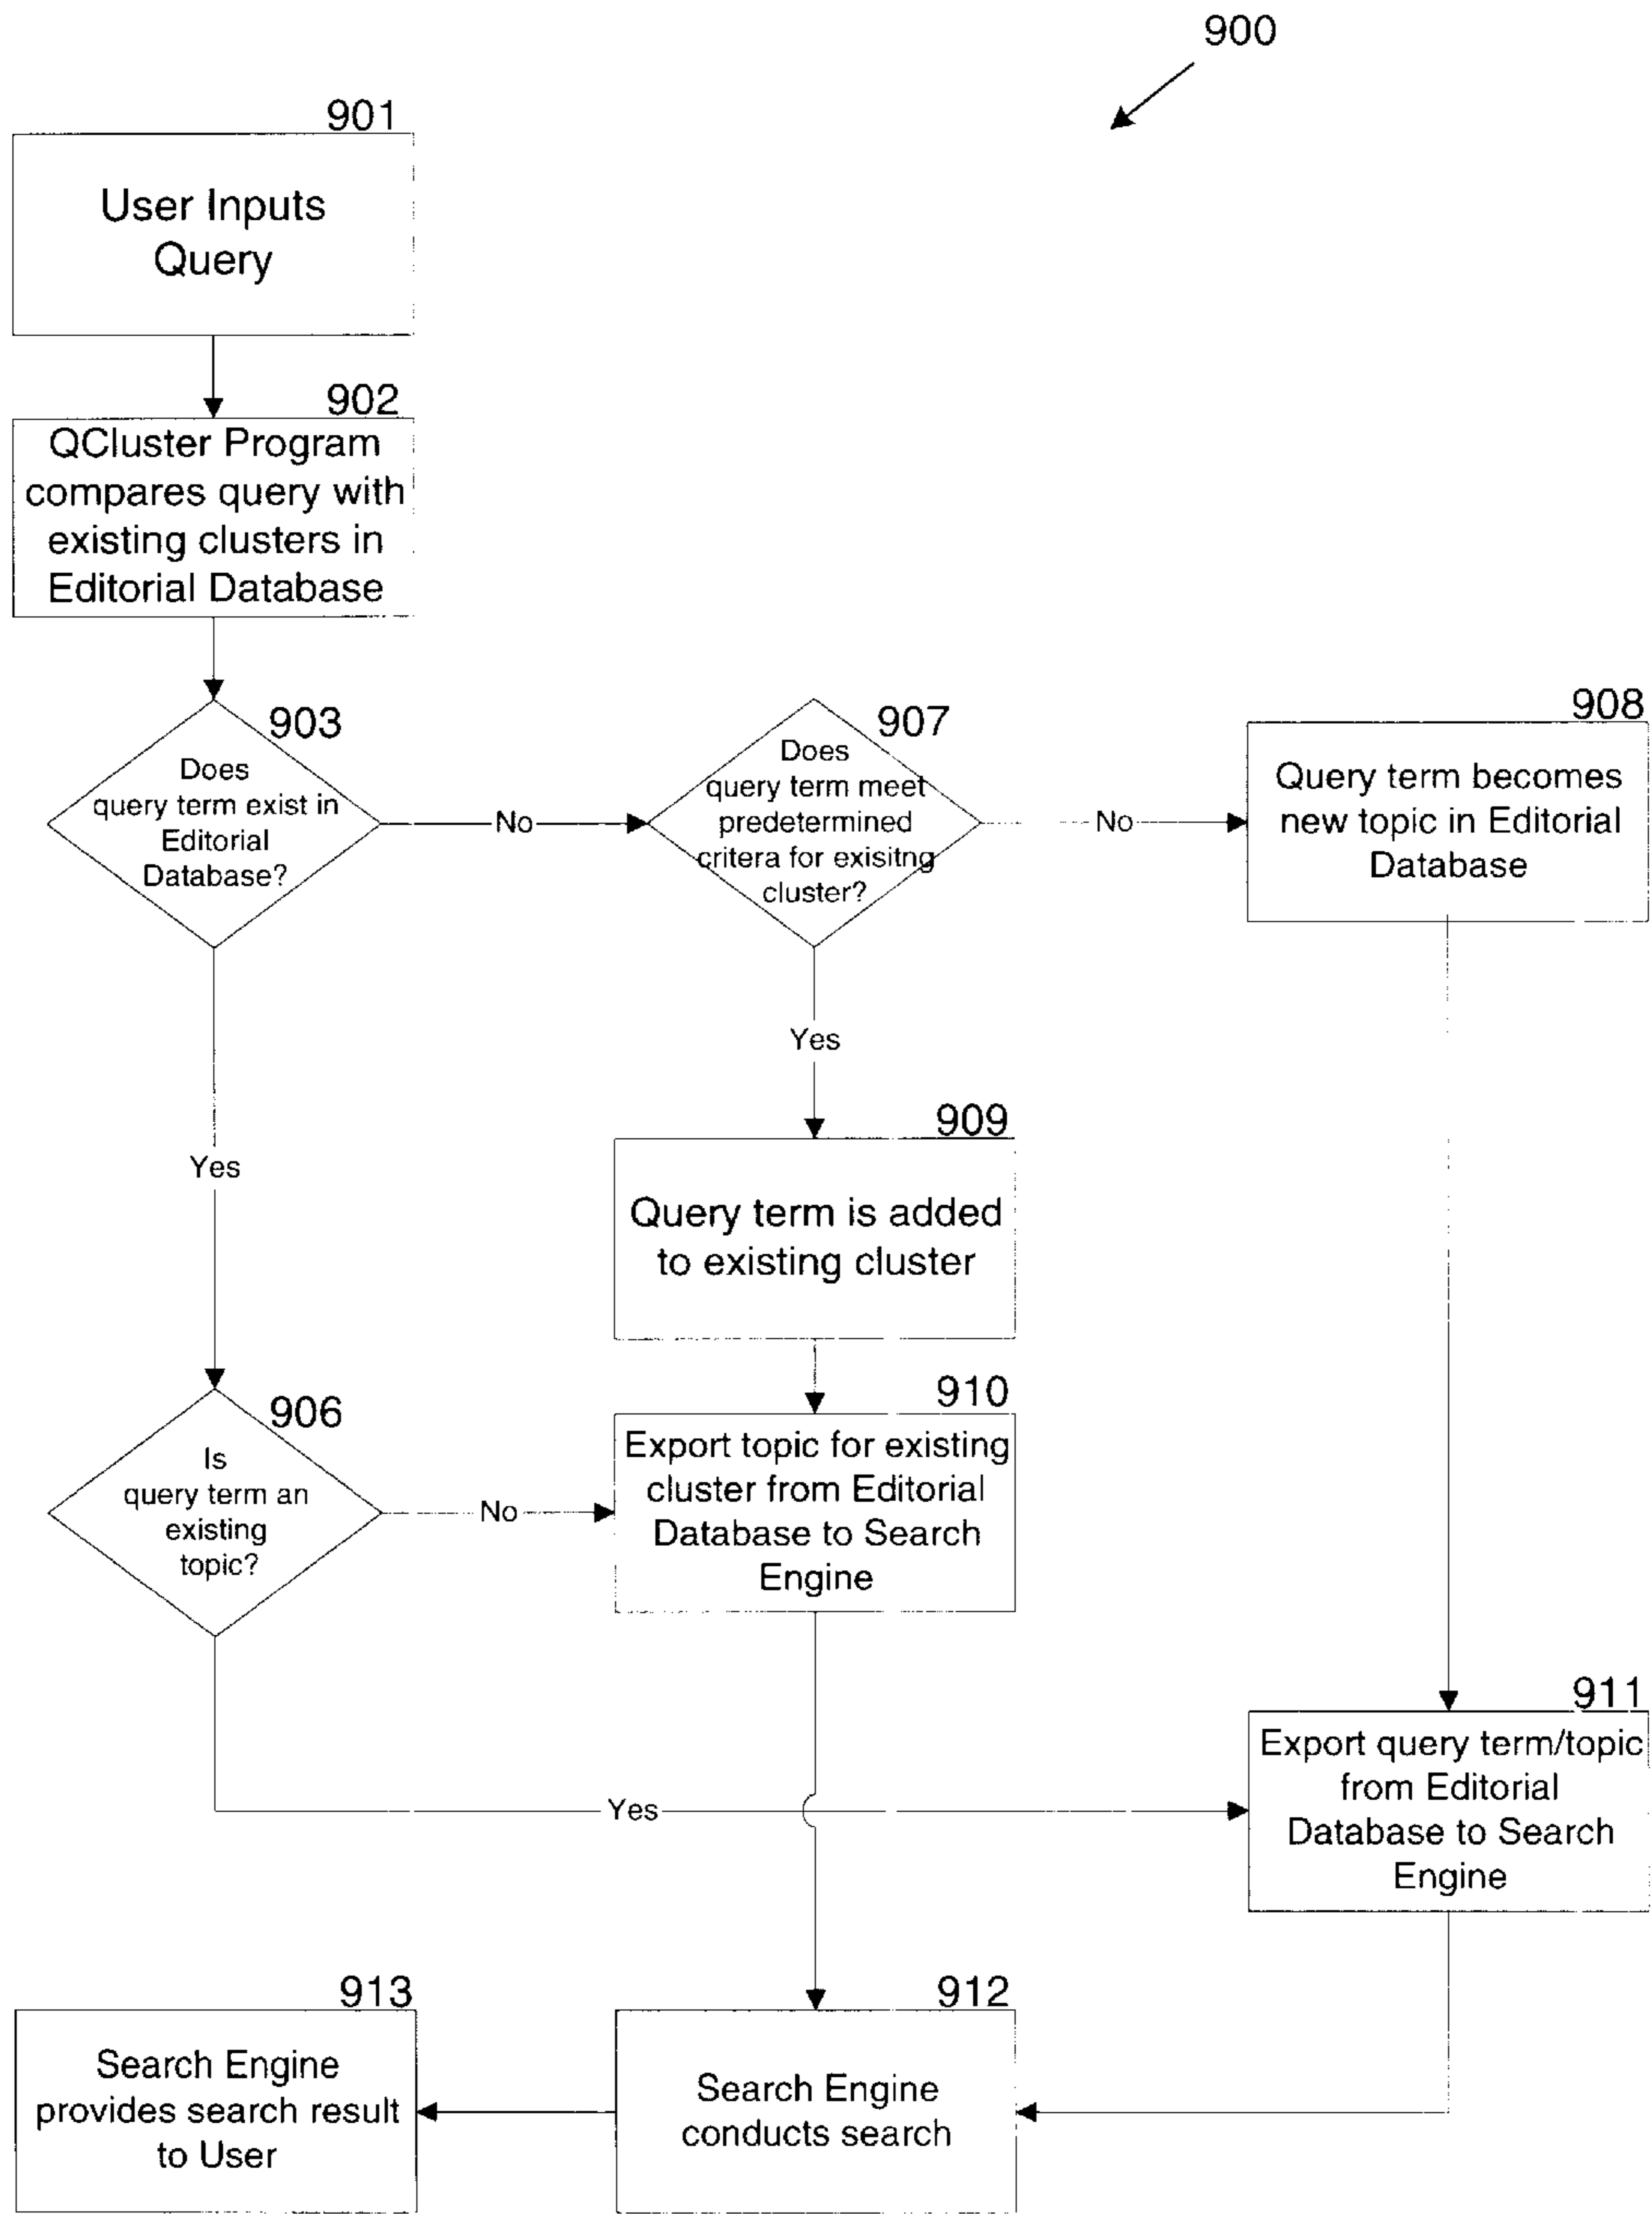 900
901
User Inputs
Query
902
QCluster Program
compares query with
existing clusters in
Editorial Database
903
Does
query term exist in
Editorial
Database?
No
907
Does
query term meet
predetermined
critera for exisitng
cluster?
No
908
Query term becomes
new topic in Editorial
Database
Yes
Yes
909
Query term is added
to existing cluster
906
Is
query term an
existing
topic?
No
910
Export topic for existing
cluster from Editorial
Database to Search
Engine
Yes
911
Export query term/topic
from Editorial
Database to Search
Engine
913
Search Engine
provides search result
to User
912
Search Engine
conducts search